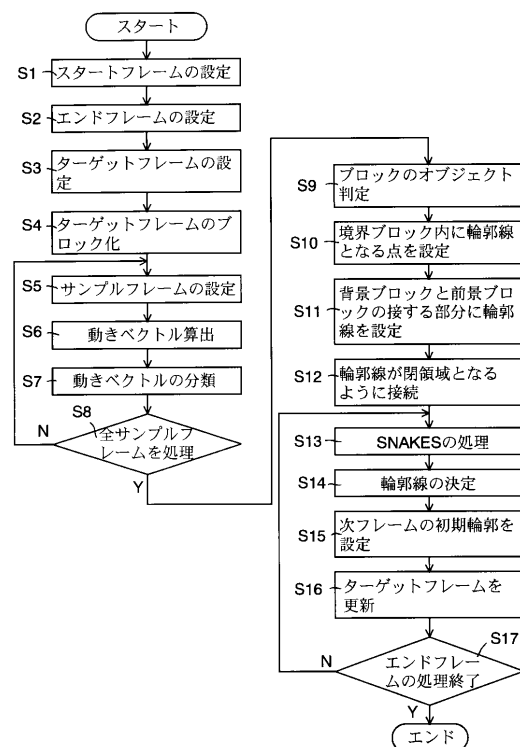 スタート
S1
スタートフレームの設定
S2
エンドフレームの設定
S3
ターゲットフレームの設
定
S4
ターゲットフレームのブ
ロック化
S5
サンプルフレームの設定
S6
動きベクトル算出
S7
動きベクトルの分類
S8
全サンプルフ
レームを処理
N
Y
S9
ブロックのオブジェクト
判定
S10
境界ブロック内に輪郭線
となる点を設定
S11
背景ブロックと前景ブロ
ックの接する部分に輪郭
線を設定
S12
輪郭線が閉領域となる
ように接続
S13
SNAKESの処理
S14
輪郭線の決定
S15
次フレームの初期輪郭を
設定
S16
ターゲットフレームを
更新
S17
エンドフレー
ムの処理終了
N
Y
エンド